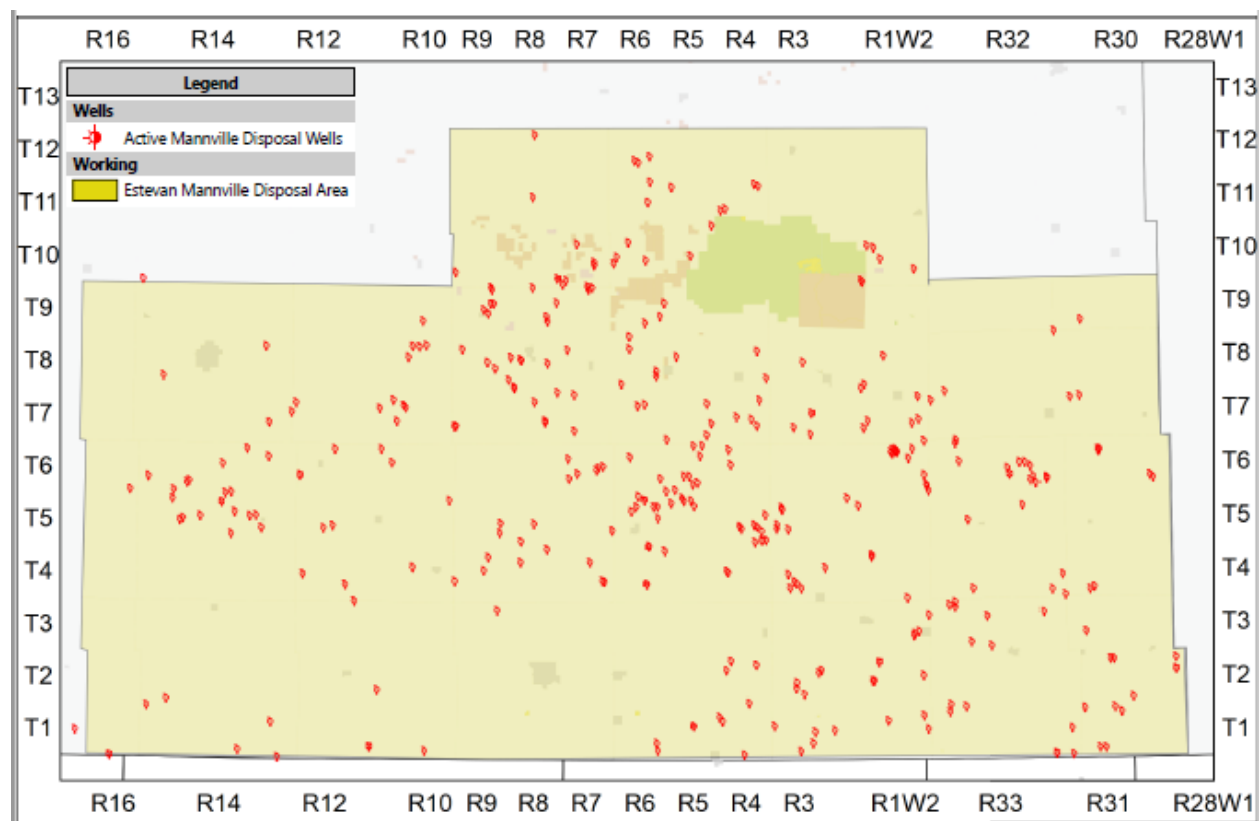 R16 R14 R12 R10 R9 R8 R7 R6 R5 R4 R3 R1W2 R32 R30 R28W1
Legend
T13 T13
Wells
Active Mannville Disposal Wells
T12 T12
Working
Estevan Mannville Disposal Area
T11 T11
T10 T10
T9 T9
T8 T8
T7 T7
T6 T6
T5 T5
T4 T4
T3 T3
T2 T2
T1 T1
R16 R14 R12 R10 R9 R8 R7 R6 R5 R4 R3 R1W2 R33 R31 R28W1